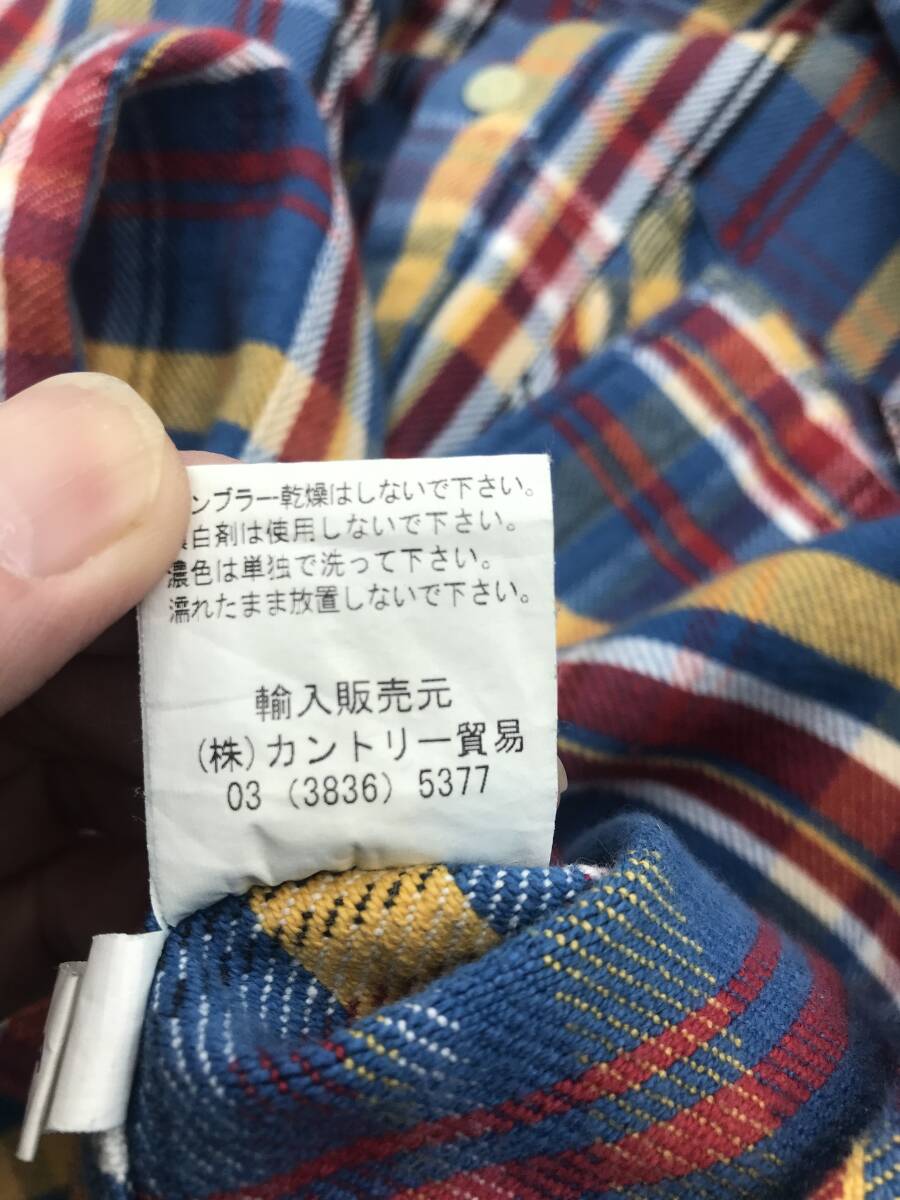 ンブラー乾燥はしないで下さい。
白剤は使用しないで下さい。
濃色は単独で洗って下さい。
濡れたまま放置しないで下さい。
輸入販売元
(株)カントリー貿易
03 (3836) 5377